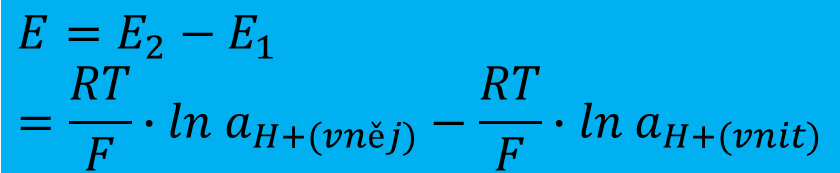 E = E₂ − E₁
= RT/F · ln a_H+(vněj) − RT/F · ln a_H+(vnit)